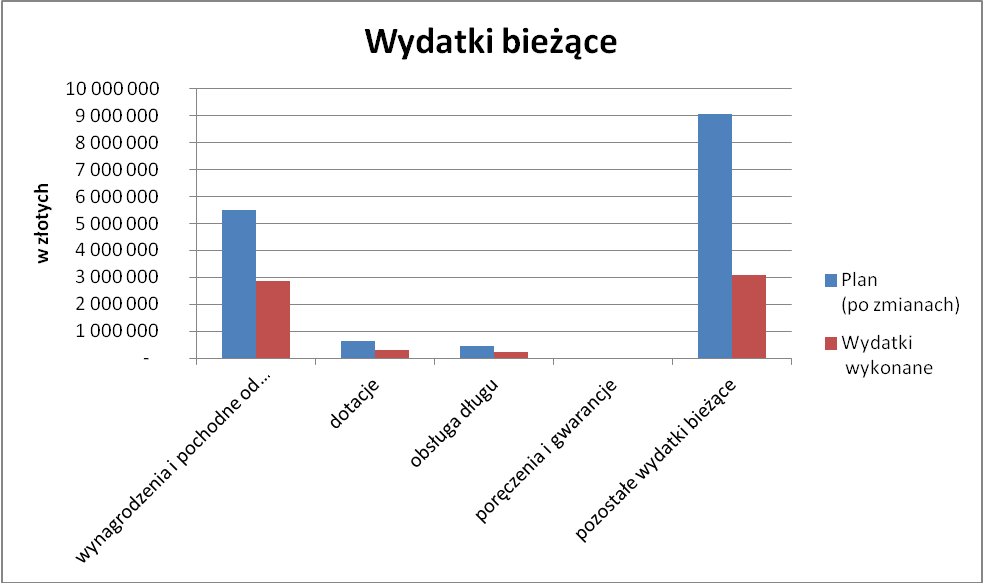 Wydatki bieżące
w złotych
10 000 000
9 000 000
8 000 000
7 000 000
6 000 000
5 000 000
4 000 000
3 000 000
2 000 000
1 000 000
-
wynagrodzenia i pochodne od...
dotacje
obsługa długu
poręczenia i gwarancje
pozostałe wydatki bieżące
Plan
(po zmianach)
Wydatki
wykonane